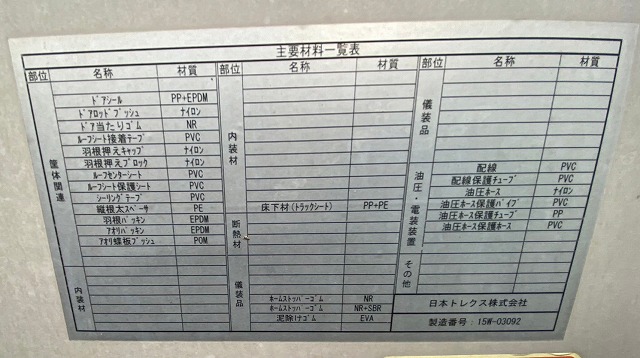 主要材料一覧表
部位 名称 材質
筐体関連
ドアシール PP+EPDM
ドアロッドブッシュ ナイロン
ドア当たりゴム NR
ルーフシート接着テープ PVC
羽根押えキャップ ナイロン
羽根押えブロック ナイロン
ルーフセンターシート PVC
ルーフシート保護シート PVC
シーリングテープ PVC
縦根太スペーサ PE
羽根パッキン EPDM
アオリパッキン EPDM
アオリ蝶板ブッシュ POM
内装材
部位 名称 材質
内装材
床下材(トラックシート) PP+PE
断熱材
儀装品
ホームストッパーゴム NR
ホームストッパーゴム NR+SBR
泥除けゴム EVA
部位 名称 材質
儀装品
油圧・電装装置
配線 PVC
配線保護チューブ PVC
油圧ホース ナイロン
油圧ホース保護パイプ PVC
油圧ホース保護チューブ PP
油圧ホース保護ホース PVC
その他
日本トレクス株式会社
製造番号:15W-03092